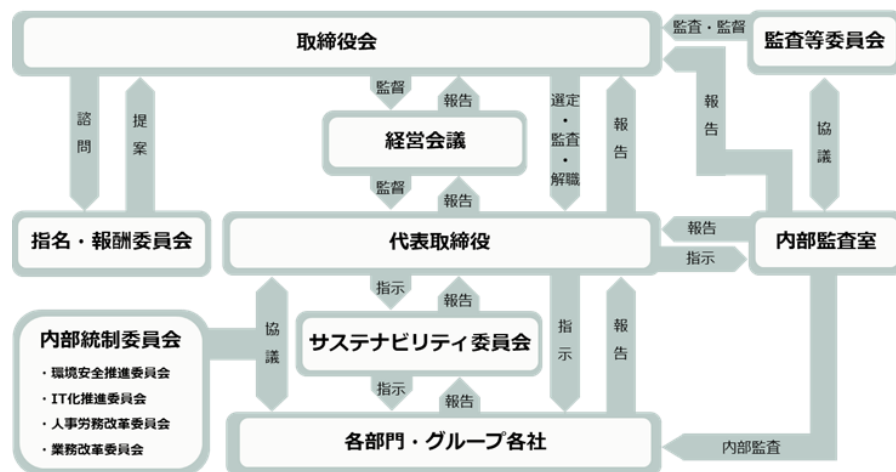 取締役会
監査・監督
監査等委員会
諮問
提案
監督
報告
選定・監査・解職
報告
報告
協議
経営会議
監督
報告
指名・報酬委員会
代表取締役
報告
指示
内部監査室
指示
報告
協議
指示
報告
内部統制委員会
・環境安全推進委員会
・IT化推進委員会
・人事労務改革委員会
・業務改革委員会
サステナビリティ委員会
指示
報告
各部門・グループ各社
内部監査